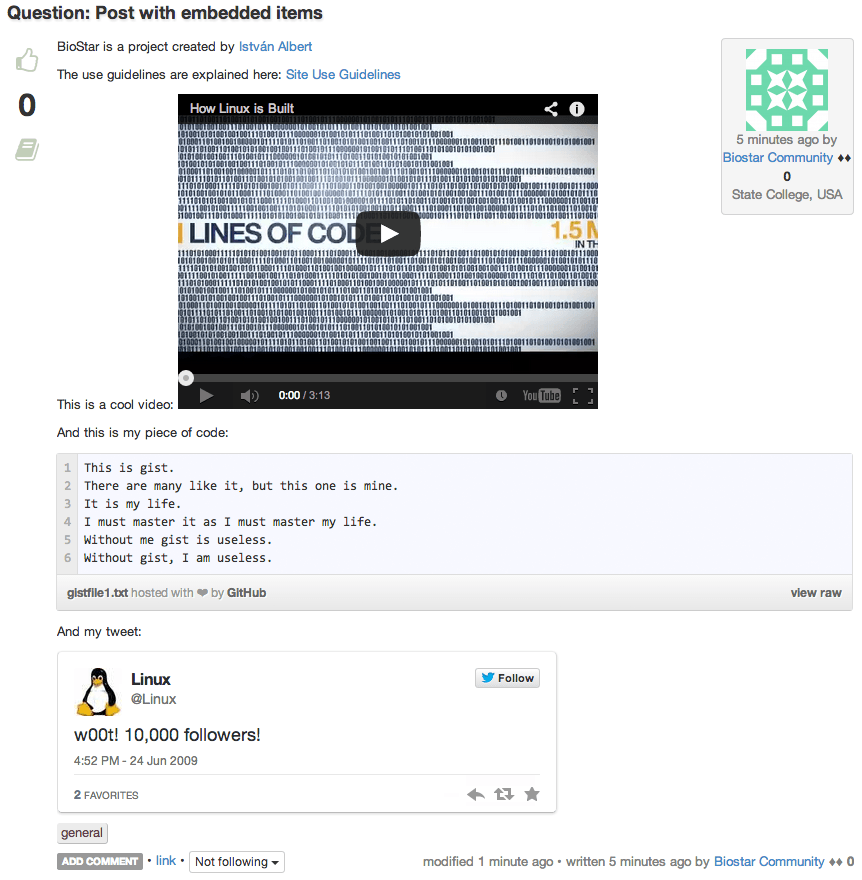 Question: Post with embedded items
BioStar is a project created by István Albert
The use guidelines are explained here: Site Use Guidelines
0
5 minutes ago by
Biostar Community ♦♦
0
State College, USA
How Linux is Built
LINES OF CODE
1.5 M
IN TH
0:00 / 3:13
YouTube
This is a cool video:
And this is my piece of code:
1 This is gist.
2 There are many like it, but this one is mine.
3 It is my life.
4 I must master it as I must master my life.
5 Without me gist is useless.
6 Without gist, I am useless.
gistfile1.txt hosted with ❤ by GitHub view raw
And my tweet:
Linux Follow
@Linux
w00t! 10,000 followers!
4:52 PM - 24 Jun 2009
2 FAVORITES
general
ADD COMMENT • link • Not following modified 1 minute ago • written 5 minutes ago by Biostar Community ♦♦ 0